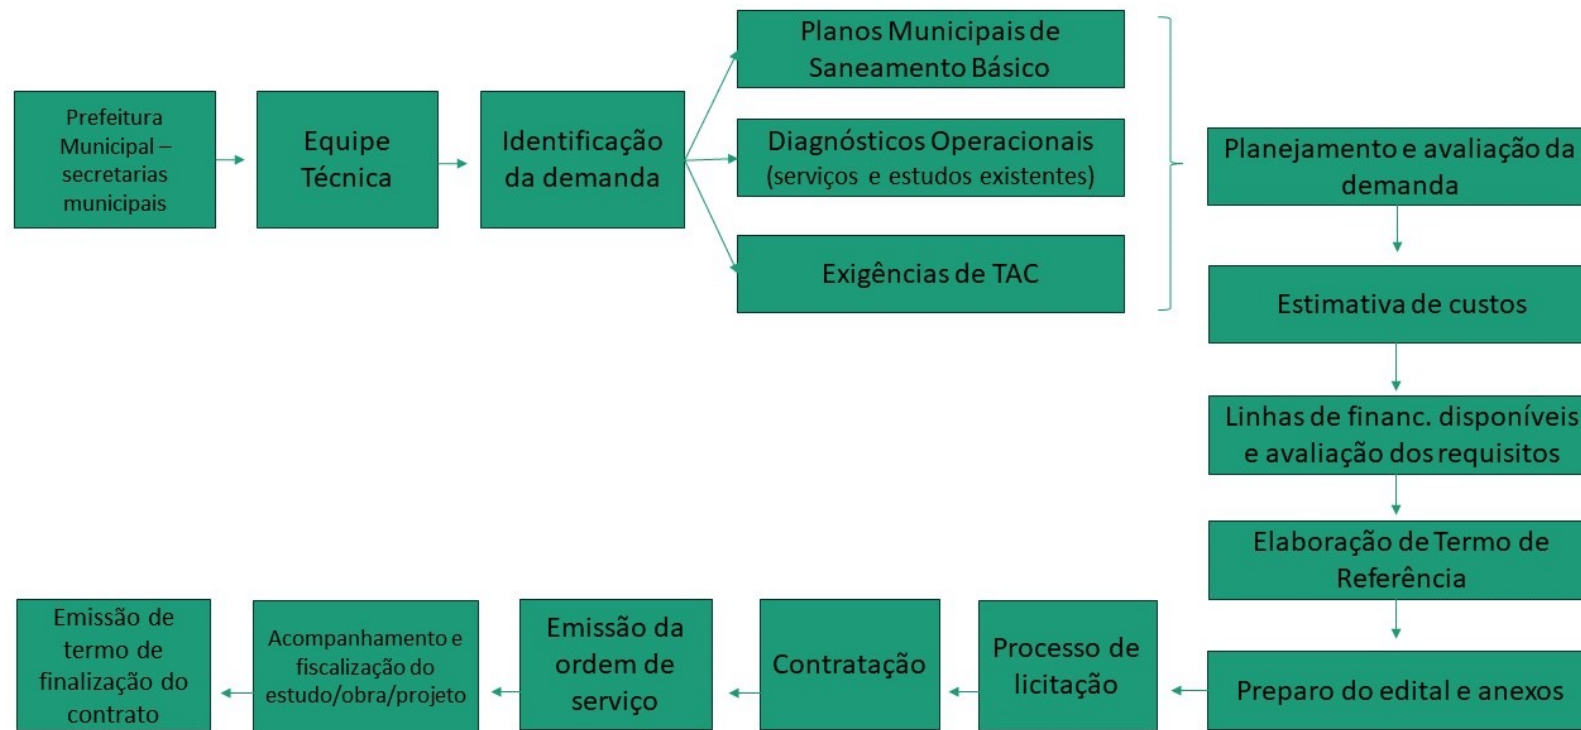 Prefeitura
Municipal –
secretarias
municipais
Equipe
Técnica
Identificação
da demanda
Planos Municipais de
Saneamento Básico
Diagnósticos Operacionais
(serviços e estudos existentes)
Exigências de TAC
Planejamento e avaliação da
demanda
Estimativa de custos
Linhas de financ. disponíveis
e avaliação dos requisitos
Elaboração de Termo de
Referência
Preparo do edital e anexos
Processo de
licitação
Contratação
Emissão da
ordem de
serviço
Acompanhamento e
fiscalização do
estudo/obra/projeto
Emissão de
termo de
finalização do
contrato